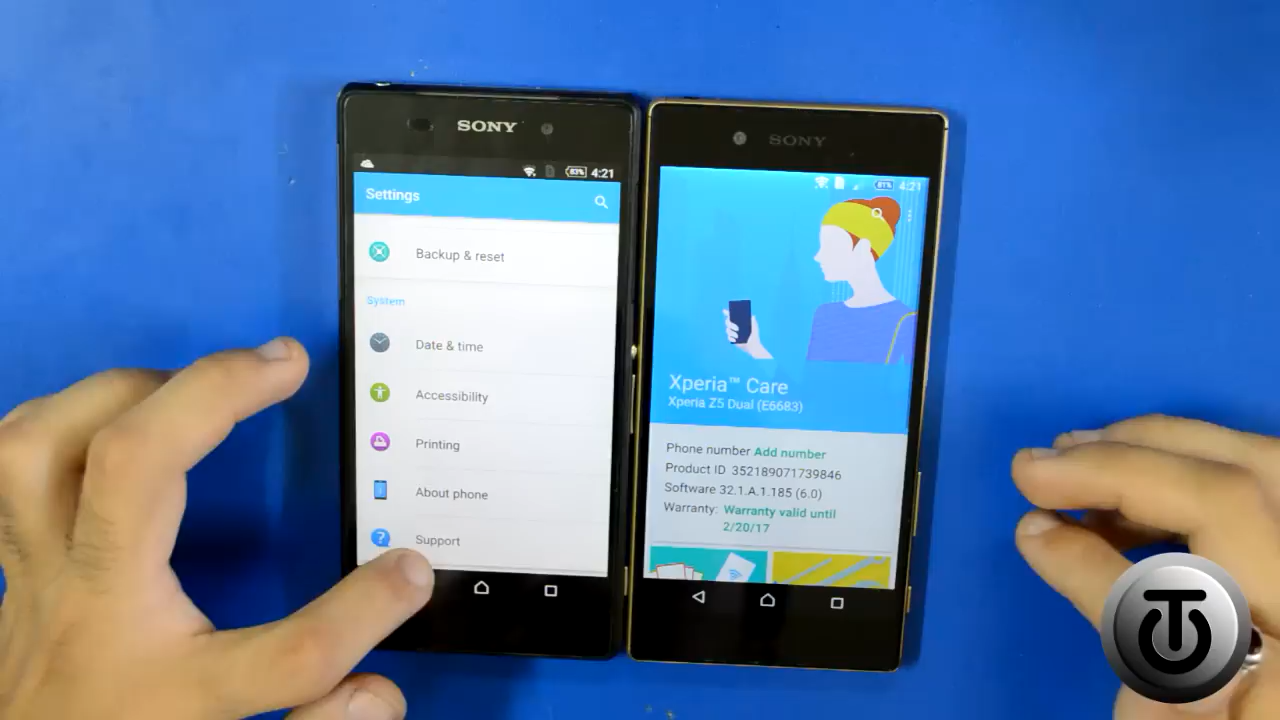 SONY
83% 4:21
Settings
Backup & reset
System
Date & time
Accessibility
Printing
About phone
Support
SONY
81% 4:21
Xperia™ Care
Xperia Z5 Dual (E6683)
Phone number Add number
Product ID 352189071739846
Software 32.1.A.1.185 (6.0)
Warranty: Warranty valid until
2/20/17